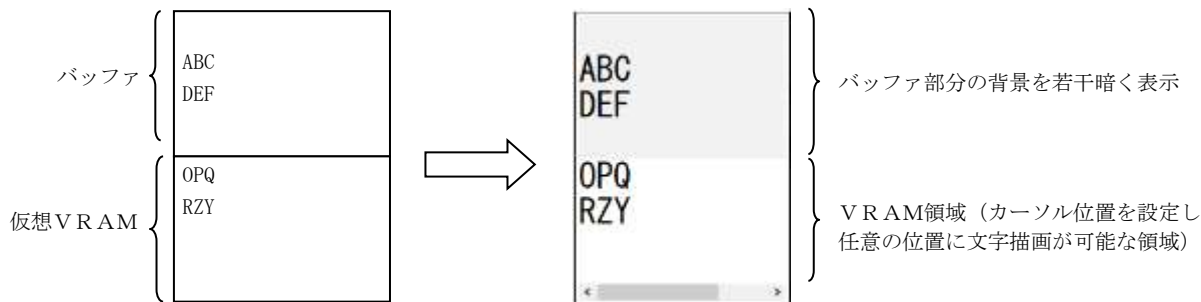 バッファ
ABC
DEF
仮想ＶＲＡＭ
OPQ
RZY
ABC
DEF
OPQ
RZY
バッファ部分の背景を若干暗く表示
ＶＲＡＭ領域（カーソル位置を設定し
任意の位置に文字描画が可能な領域）